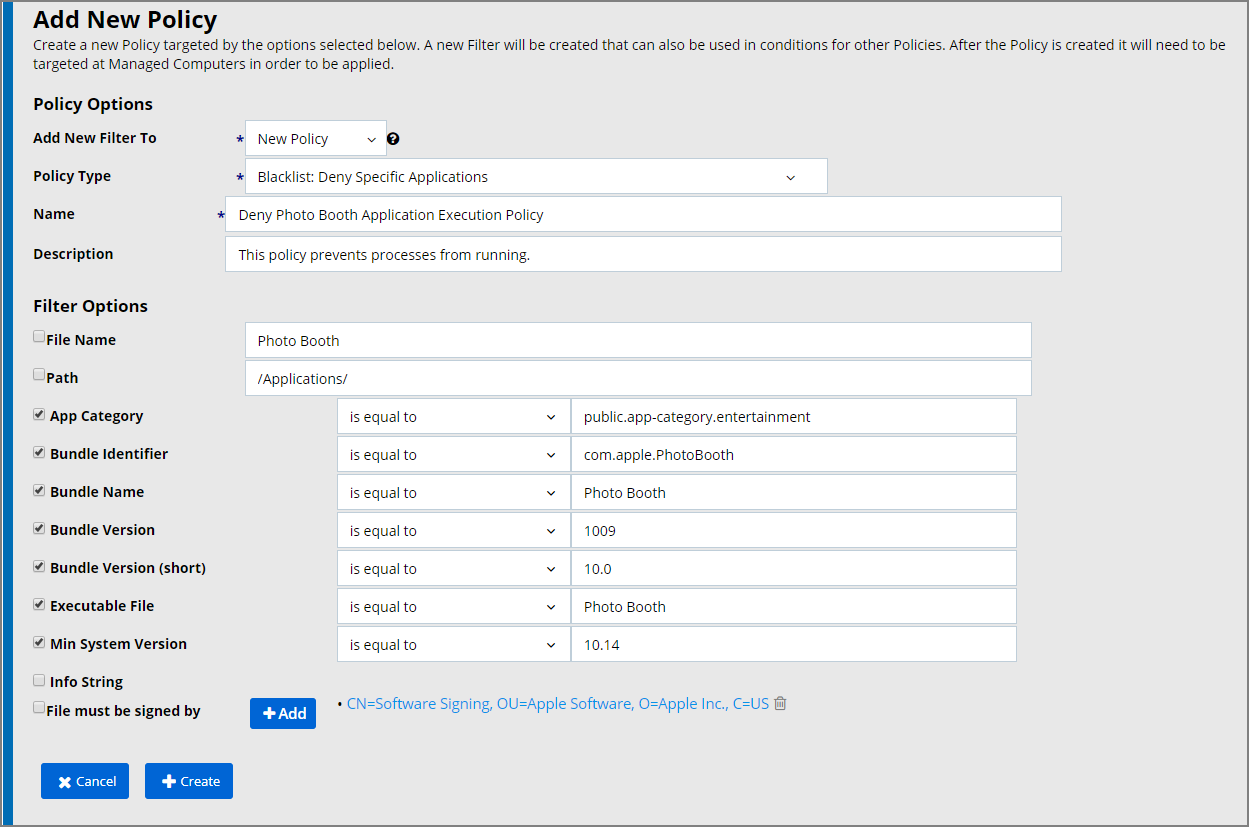 Add New Policy
Create a new Policy targeted by the options selected below. A new Filter will be created that can also be used in conditions for other Policies. After the Policy is created it will need to be
targeted at Managed Computers in order to be applied.
Policy Options
Add New Filter To * New Policy ?
Policy Type * Blacklist: Deny Specific Applications
Name * Deny Photo Booth Application Execution Policy
Description This policy prevents processes from running.
Filter Options
File Name Photo Booth
Path /Applications/
App Category is equal to public.app-category.entertainment
Bundle Identifier is equal to com.apple.PhotoBooth
Bundle Name is equal to Photo Booth
Bundle Version is equal to 1009
Bundle Version (short) is equal to 10.0
Executable File is equal to Photo Booth
Min System Version is equal to 10.14
Info String
File must be signed by Add • CN=Software Signing, OU=Apple Software, O=Apple Inc., C=US
Cancel Create